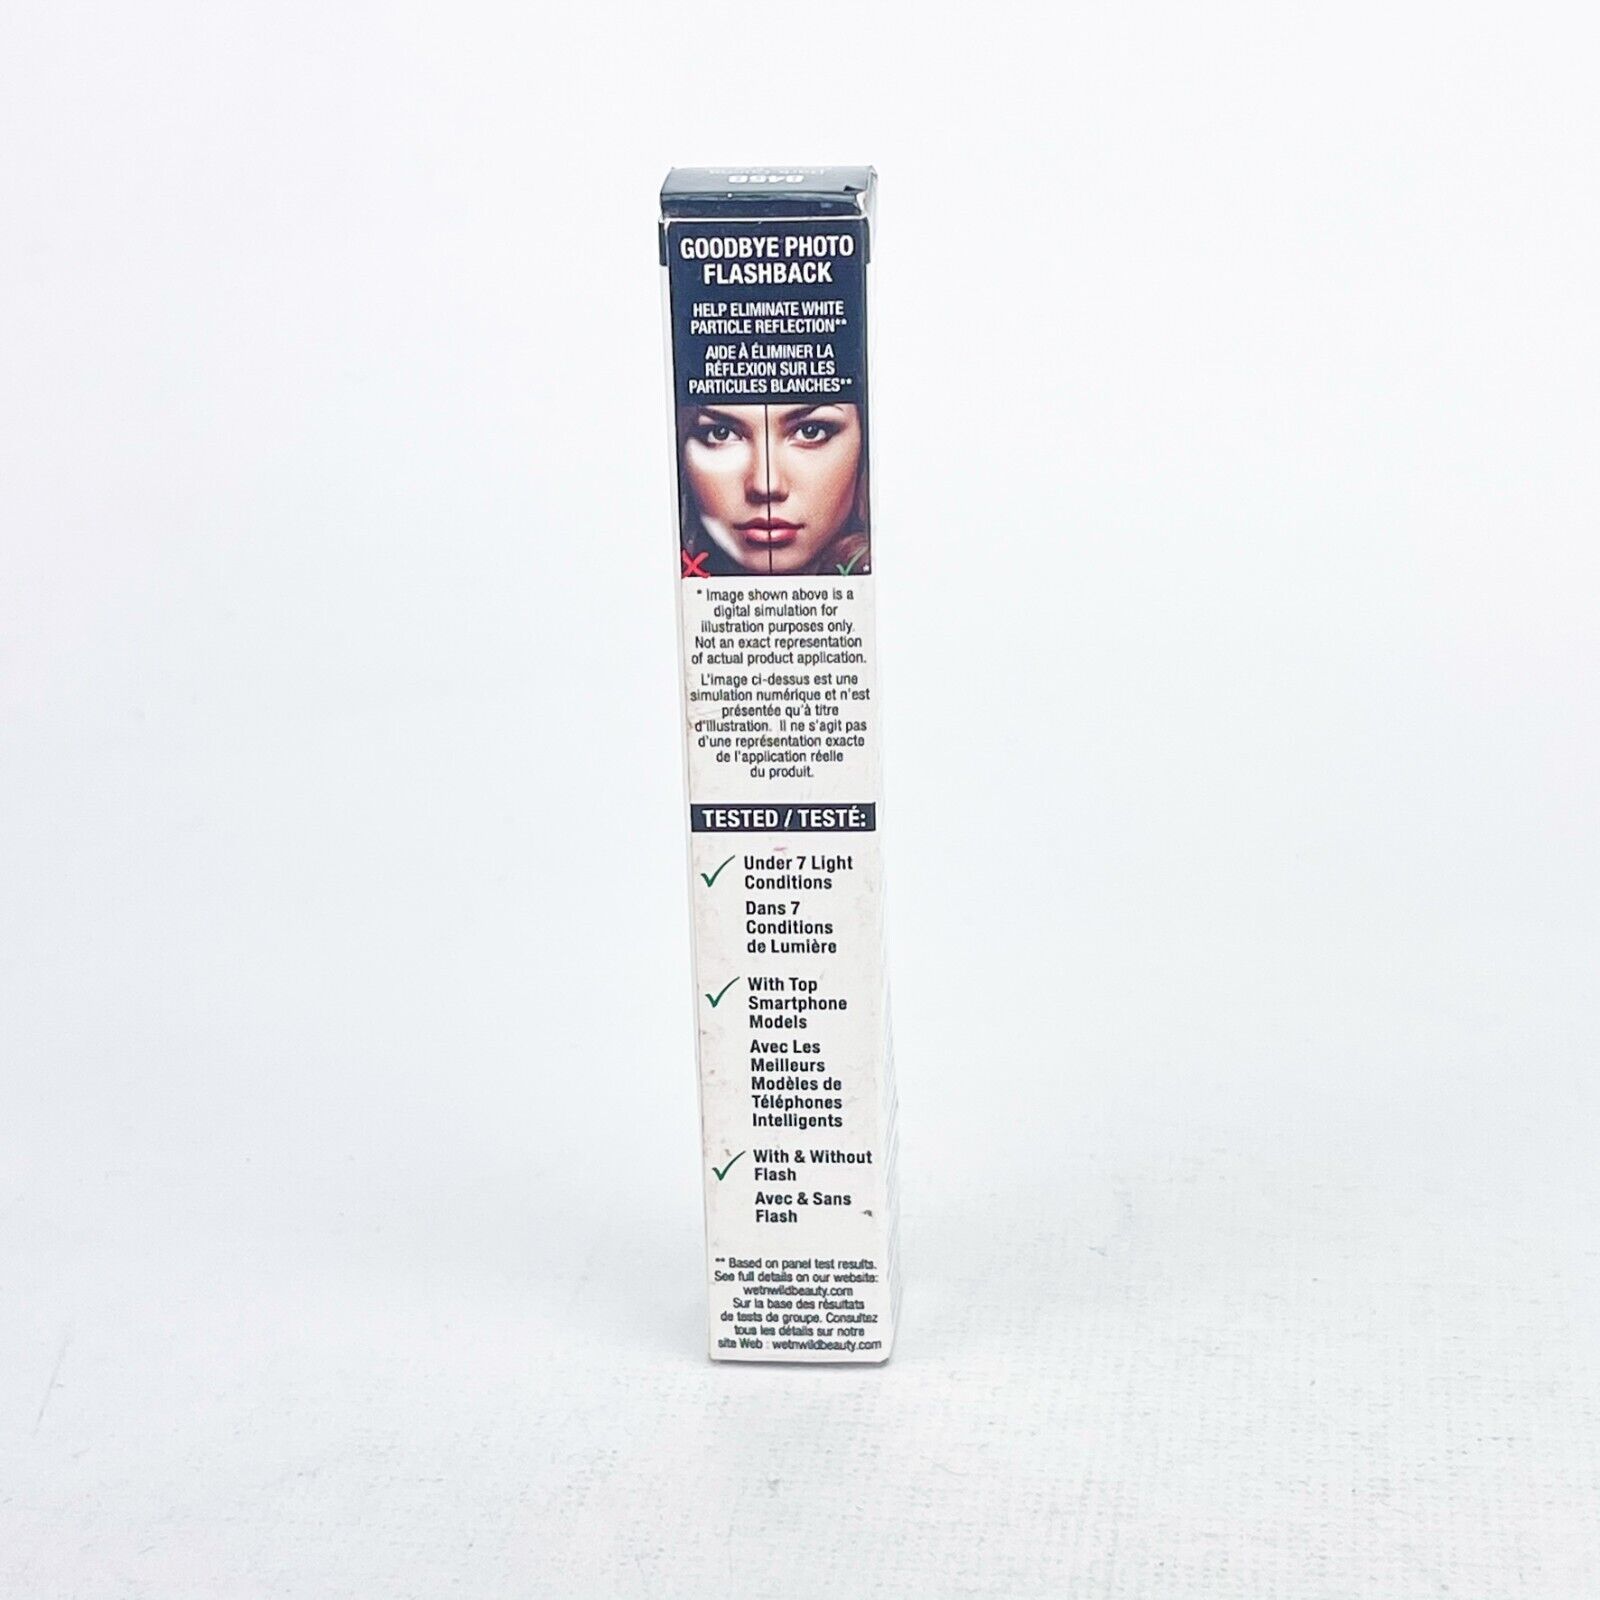 GOODBYE PHOTO
FLASHBACK
HELP ELIMINATE WHITE
PARTICLE REFLECTION**
AIDE À ÉLIMINER LA
RÉFLEXION SUR LES
PARTICULES BLANCHES**
*
* Image shown above is a
digital simulation for
illustration purposes only.
Not an exact representation
of actual product application.
L'image ci-dessus est une
simulation numérique et n'est
présentée qu'à titre
d'illustration. Il ne s'agit pas
d'une représentation exacte
de l'application réelle
du produit.
TESTED / TESTÉ:
Under 7 Light
Conditions
Dans 7
Conditions
de Lumière
With Top
Smartphone
Models
Avec Les
Meilleurs
Modèles de
Téléphones
Intelligents
With & Without
Flash
Avec & Sans
Flash
** Based on panel test results.
See full details on our website:
wetnwildbeauty.com
Sur la base des résultats
de tests de groupe. Consultez
tous les détails sur notre
site Web : wetnwildbeauty.com